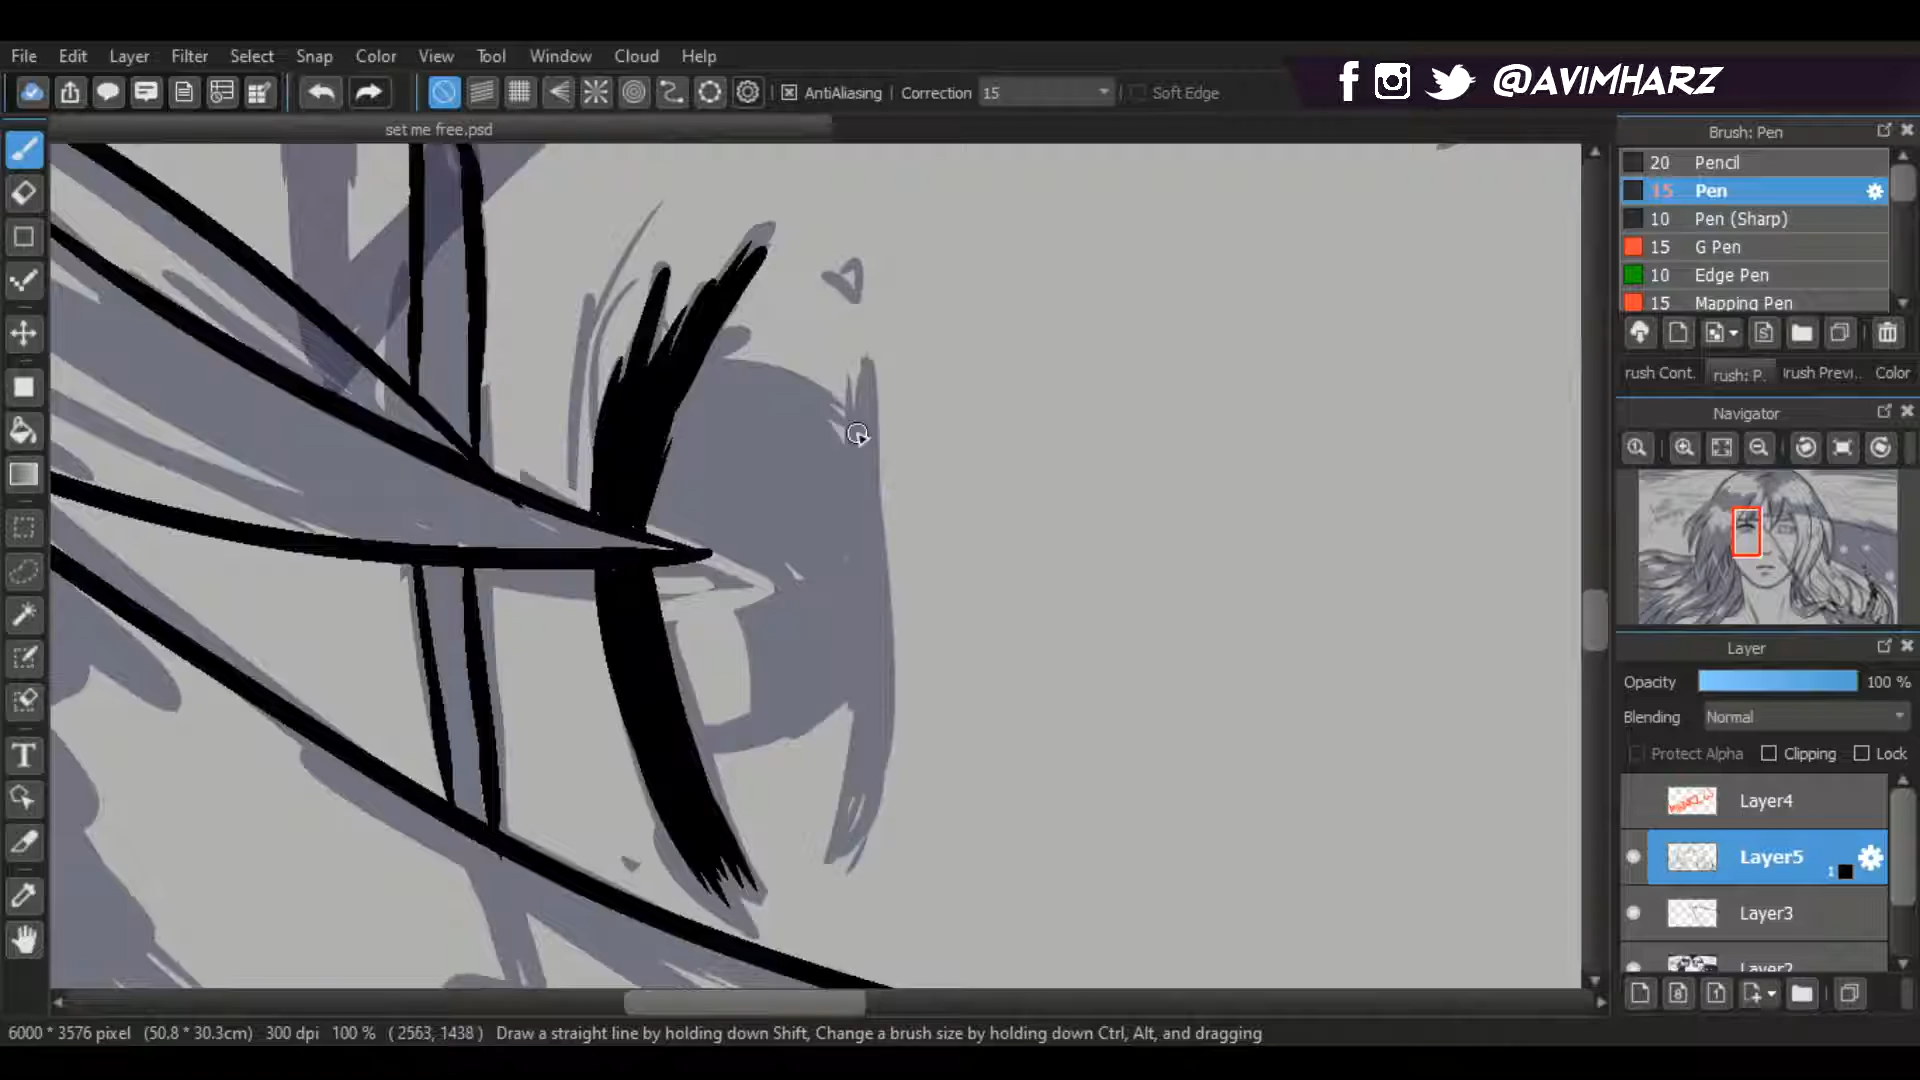 File Edit Layer Filter Select Snap Color View Tool Window Cloud Help
@AVIMHARZ
AntiAliasing Correction 15 Soft Edge
set me free.psd
Brush: Pen
20 Pencil
15 Pen
10 Pen (Sharp)
15 G Pen
10 Edge Pen
15 Mapping Pen
rush Cont. rush: P. Irush Previ.. Color
Navigator
Layer
Opacity 100 %
Blending Normal
Protect Alpha Clipping Lock
Layer4
Layer5
1
Layer3
Layer2
6000 * 3576 pixel (50.8 * 30.3cm) 300 dpi 100 % ( 2563, 1438 ) Draw a straight line by holding down Shift, Change a brush size by holding down Ctrl, Alt, and dragging